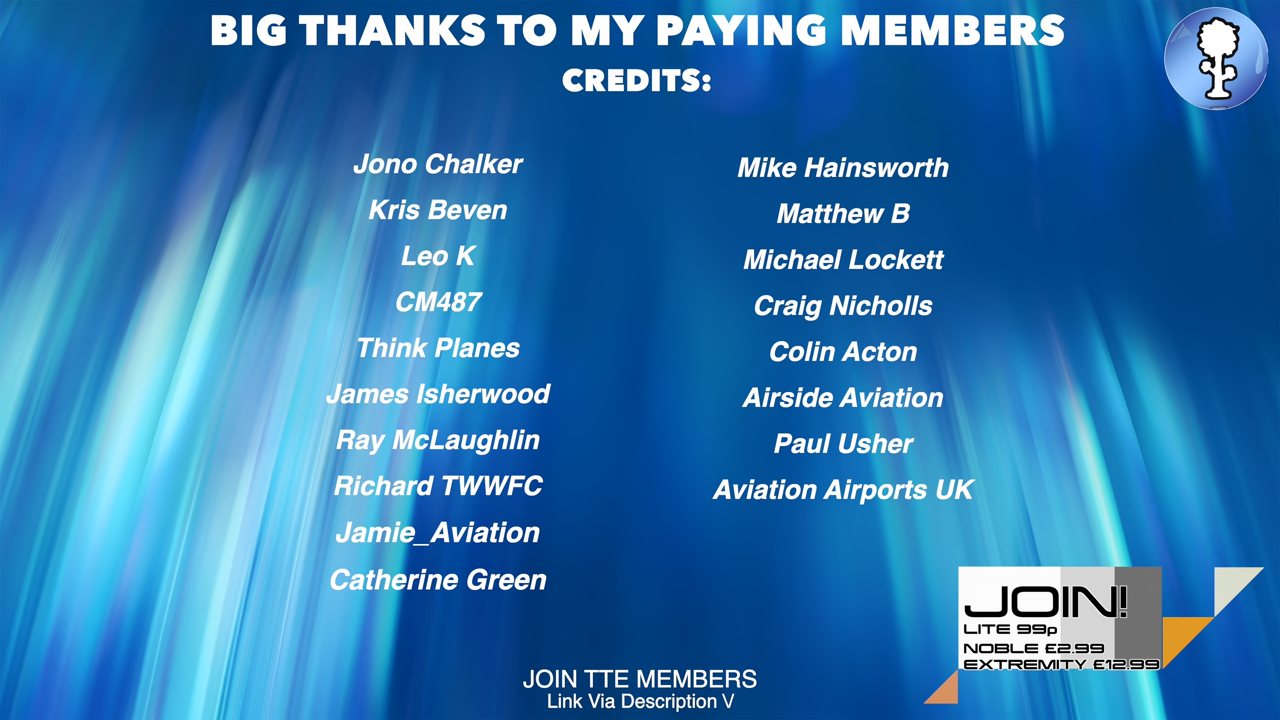 BIG THANKS TO MY PAYING MEMBERS
CREDITS:
Jono Chalker
Kris Beven
Leo K
CM487
Think Planes
James Isherwood
Ray McLaughlin
Richard TWWFC
Jamie_Aviation
Catherine Green
Mike Hainsworth
Matthew B
Michael Lockett
Craig Nicholls
Colin Acton
Airside Aviation
Paul Usher
Aviation Airports UK
JOIN!
LITE 99p
NOBLE £2.99
EXTREMITY £12.99
JOIN TTE MEMBERS
Link Via Description V